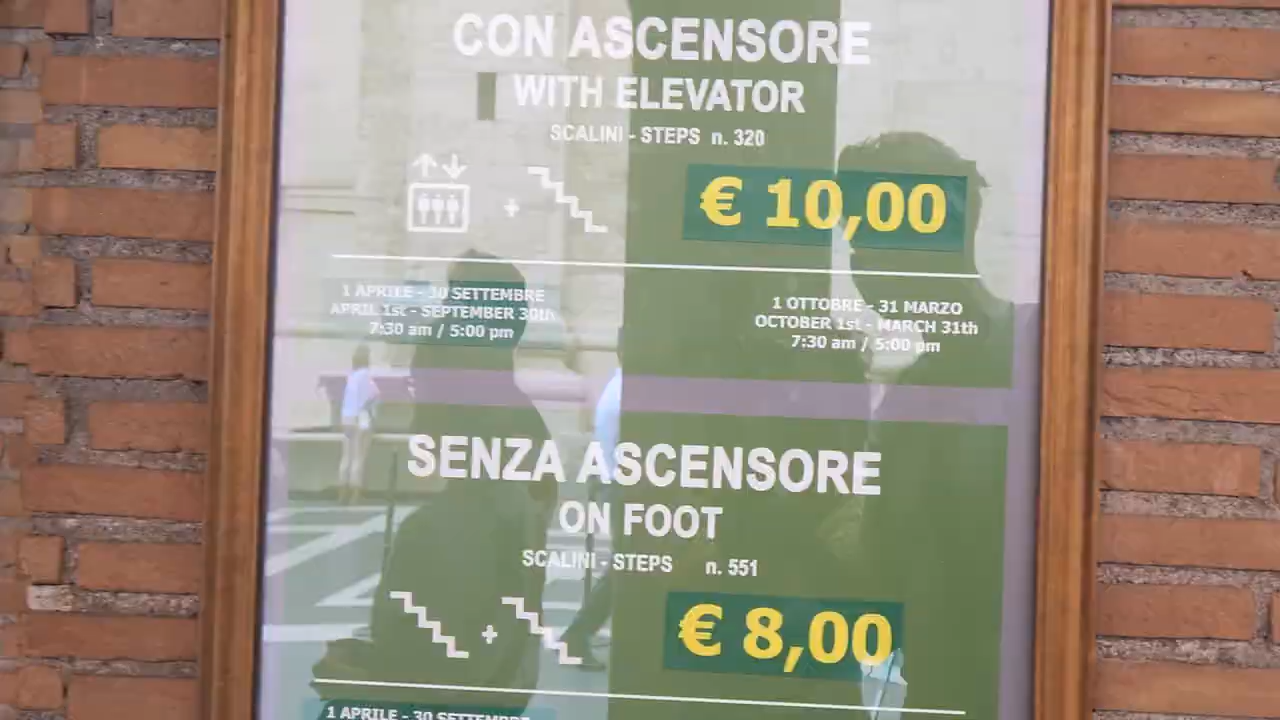 CON ASCENSORE
WITH ELEVATOR
SCALINI - STEPS n. 320
€ 10,00
1 APRILE - 30 SETTEMBRE
APRIL 1st - SEPTEMBER 30th
7:30 am / 5:00 pm
1 OTTOBRE - 31 MARZO
OCTOBER 1st - MARCH 31th
7:30 am / 5:00 pm
SENZA ASCENSORE
ON FOOT
SCALINI - STEPS n. 551
€ 8,00
1 APRILE - 30 SETTEMBRE